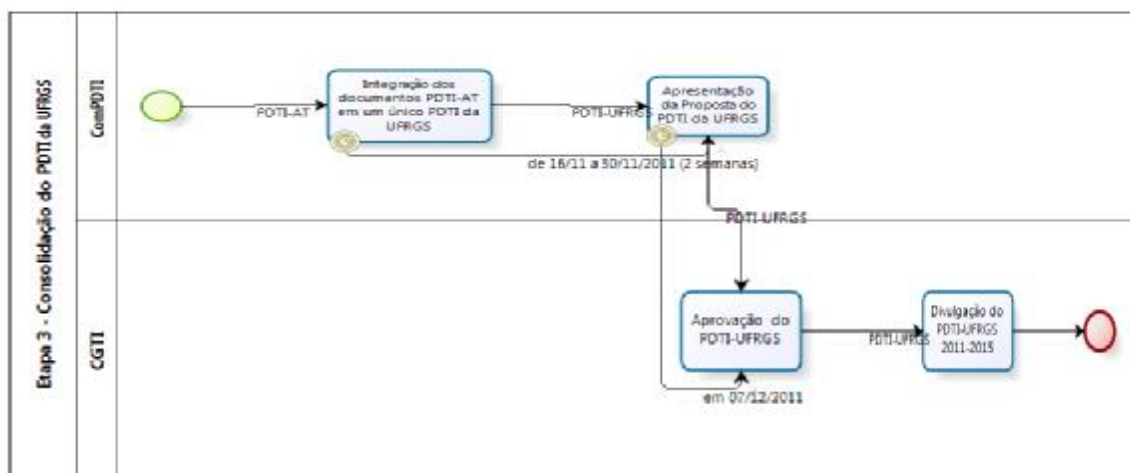 Etapa 3 - Consolidação do PDTI da UFRGS
ComPDTI
PDTI-AT
Integração dos
documentos PDTI-AT
em um único PDTI da
UFRGS
PDTI-UFRGS
Apresentação
da Proposta do
PDTI da UFRGS
de 16/11 a 30/11/2011 (2 semanas)
PDTI-UFRGS
CGTI
Aprovação do
PDTI-UFRGS
em 07/12/2011
PDTI-UFRGS
Divulgação do
PDTI-UFRGS
2011-2015